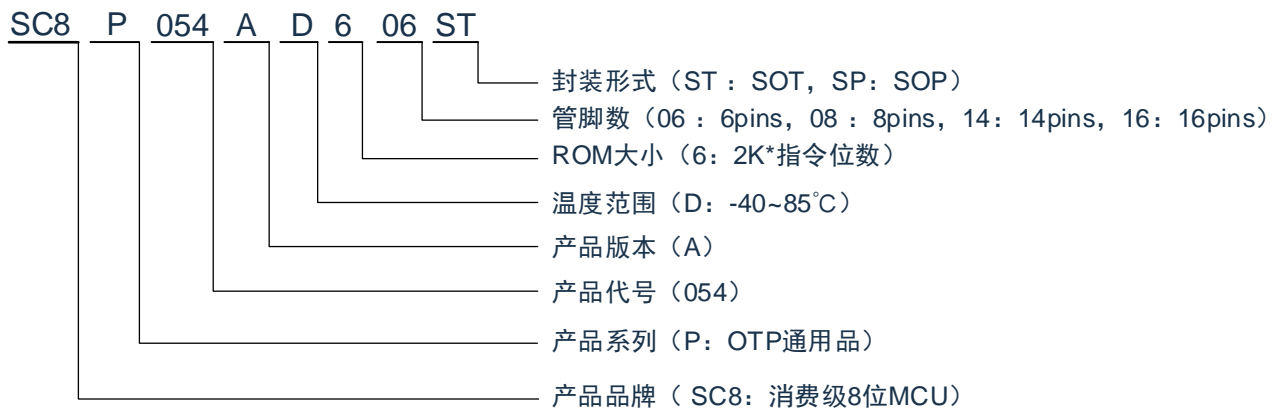 SC8 P 054 A D 6 06 ST
封装形式（ST：SOT，SP：SOP）
管脚数（06：6pins，08：8pins，14：14pins，16：16pins）
ROM大小（6：2K*指令位数）
温度范围（D：-40~85℃）
产品版本（A）
产品代号（054）
产品系列（P：OTP通用品）
产品品牌（ SC8：消费级8位MCU）